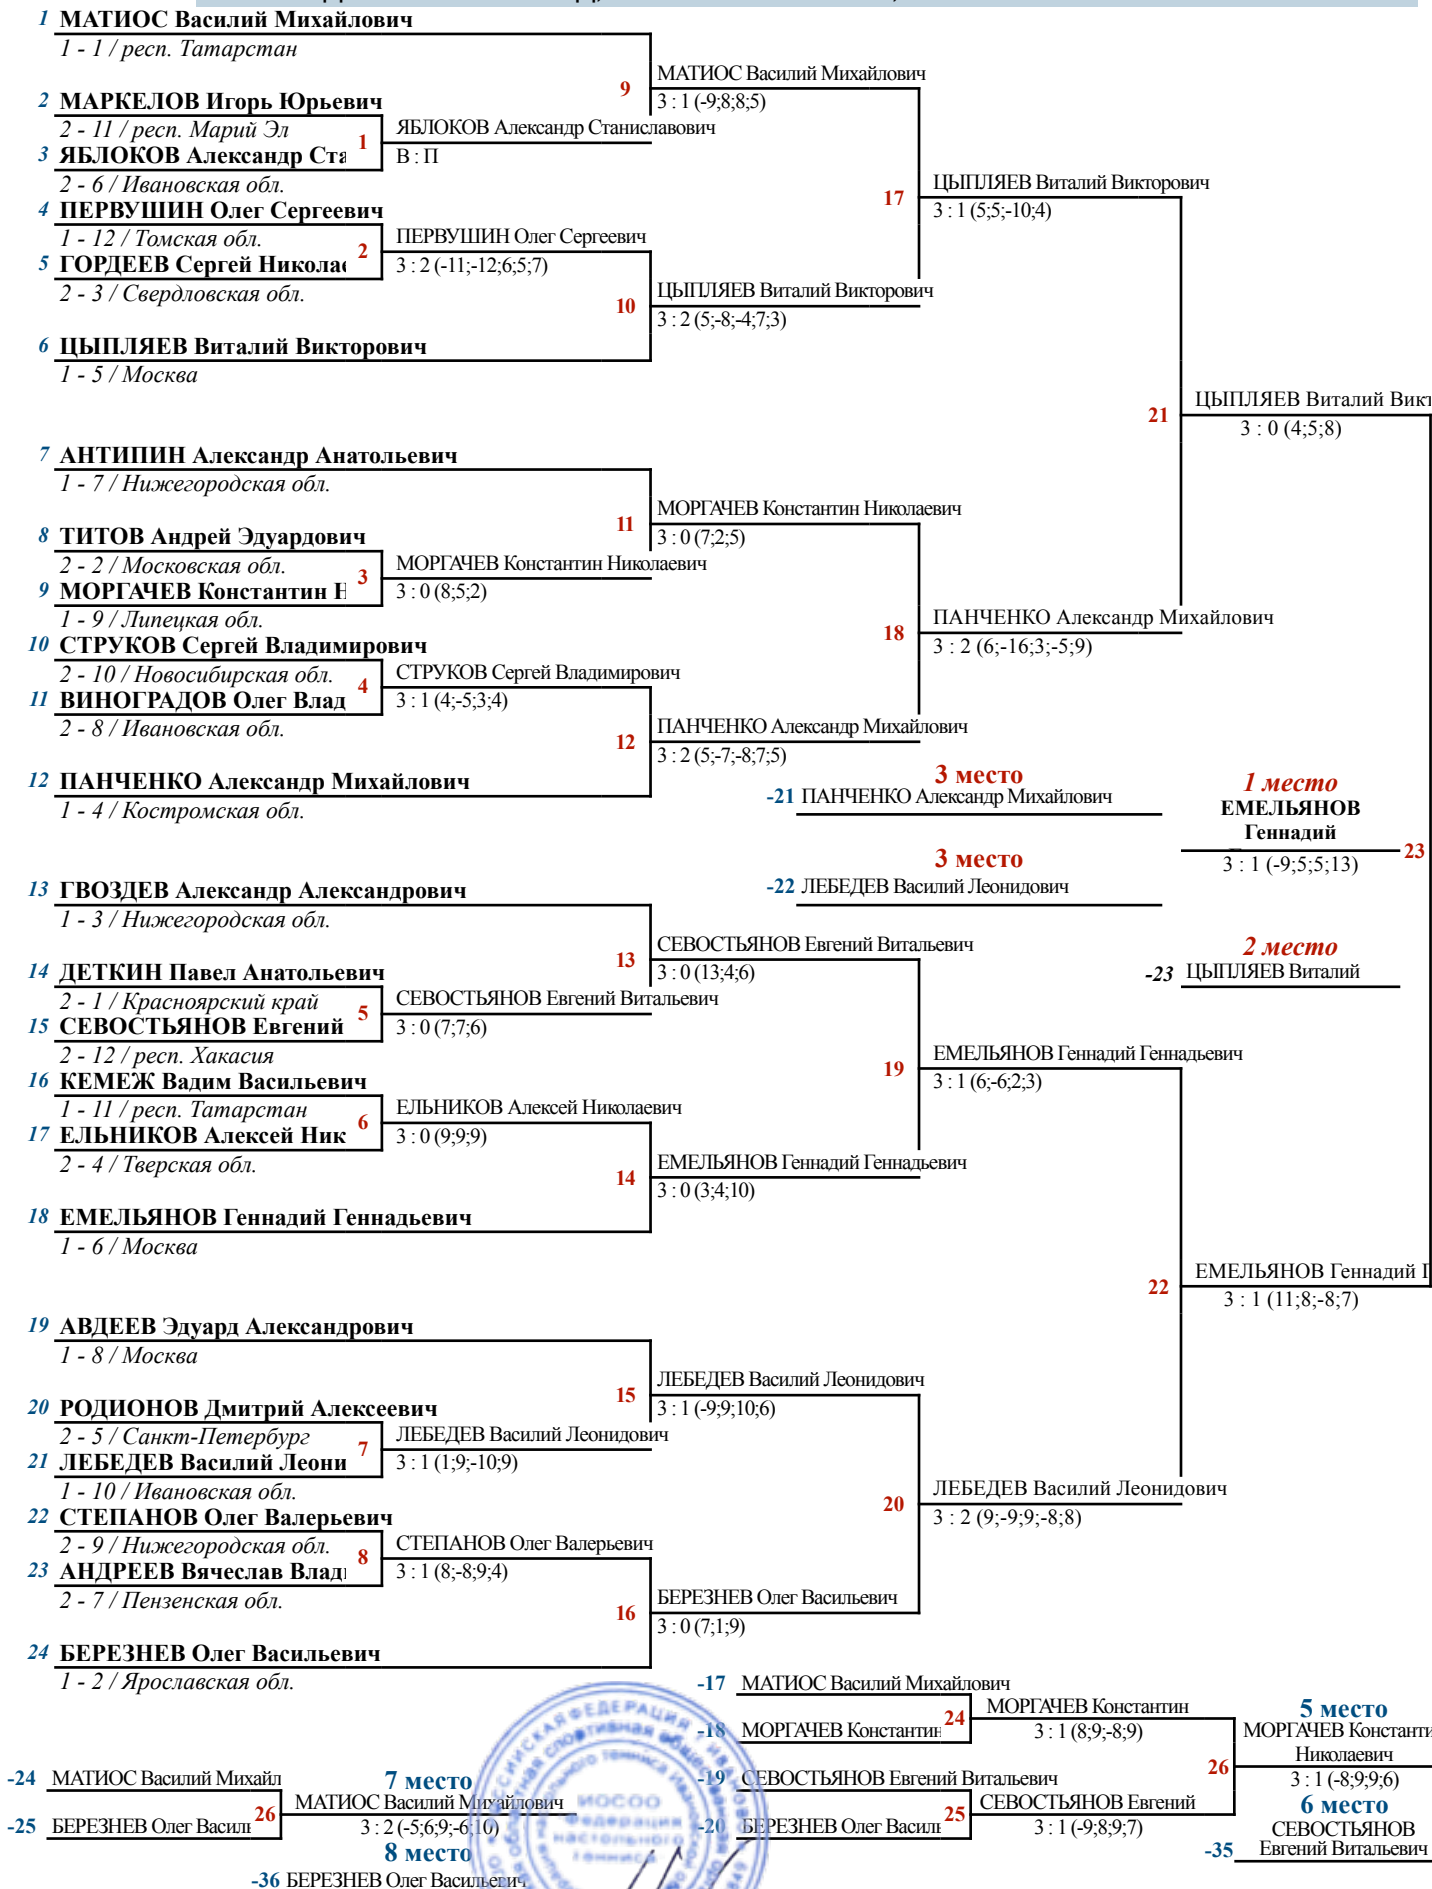 1 МАТИОС Василий Михайлович
1 - 1 / респ. Татарстан
МАТИОС Василий Михайлович
9
3 : 1 (-9;8;8;5)
2 МАРКЕЛОВ Игорь Юрьевич
2 - 11 / респ. Марий Эл
1
ЯБЛОКОВ Александр Станиславович
3 ЯБЛОКОВ Александр Ста
В : П
2 - 6 / Ивановская обл.
17
ЦЫПЛЯЕВ Виталий Викторович
3 : 1 (5;5;-10;4)
4 ПЕРВУШИН Олег Сергеевич
1 - 12 / Томская обл.
2
ПЕРВУШИН Олег Сергеевич
5 ГОРДЕЕВ Сергей Николае
3 : 2 (-11;-12;6;5;7)
2 - 3 / Свердловская обл.
10
ЦЫПЛЯЕВ Виталий Викторович
3 : 2 (5;-8;-4;7;3)
6 ЦЫПЛЯЕВ Виталий Викторович
1 - 5 / Москва
21
ЦЫПЛЯЕВ Виталий Викт
3 : 0 (4;5;8)
7 АНТИПИН Александр Анатольевич
1 - 7 / Нижегородская обл.
11
МОРГАЧЕВ Константин Николаевич
3 : 0 (7;2;5)
8 ТИТОВ Андрей Эдуардович
2 - 2 / Московская обл.
3
МОРГАЧЕВ Константин Николаевич
9 МОРГАЧЕВ Константин Н
3 : 0 (8;5;2)
1 - 9 / Липецкая обл.
18
ПАНЧЕНКО Александр Михайлович
3 : 2 (6;-16;3;-5;9)
10 СТРУКОВ Сергей Владимирович
2 - 10 / Новосибирская обл.
4
СТРУКОВ Сергей Владимирович
11 ВИНОГРАДОВ Олег Влад
3 : 1 (4;-5;3;4)
2 - 8 / Ивановская обл.
12
ПАНЧЕНКО Александр Михайлович
3 : 2 (5;-7;-8;7;5)
12 ПАНЧЕНКО Александр Михайлович
1 - 4 / Костромская обл.
3 место
-21 ПАНЧЕНКО Александр Михайлович
1 место
ЕМЕЛЬЯНОВ
Геннадий
23
3 : 1 (-9;5;5;13)
3 место
-22 ЛЕБЕДЕВ Василий Леонидович
13 ГВОЗДЕВ Александр Александрович
1 - 3 / Нижегородская обл.
13
СЕВОСТЬЯНОВ Евгений Витальевич
3 : 0 (13;4;6)
2 место
-23 ЦЫПЛЯЕВ Виталий
14 ДЕТКИН Павел Анатольевич
2 - 1 / Красноярский край
5
СЕВОСТЬЯНОВ Евгений Витальевич
15 СЕВОСТЬЯНОВ Евгений
3 : 0 (7;7;6)
2 - 12 / респ. Хакасия
19
ЕМЕЛЬЯНОВ Геннадий Геннадьевич
3 : 1 (6;-6;2;3)
16 КЕМЕЖ Вадим Васильевич
1 - 11 / респ. Татарстан
6
ЕЛЬНИКОВ Алексей Николаевич
17 ЕЛЬНИКОВ Алексей Ник
3 : 0 (9;9;9)
2 - 4 / Тверская обл.
14
ЕМЕЛЬЯНОВ Геннадий Геннадьевич
3 : 0 (3;4;10)
18 ЕМЕЛЬЯНОВ Геннадий Геннадьевич
1 - 6 / Москва
22
ЕМЕЛЬЯНОВ Геннадий Г
3 : 1 (11;8;-8;7)
19 АВДЕЕВ Эдуард Александрович
1 - 8 / Москва
15
ЛЕБЕДЕВ Василий Леонидович
3 : 1 (-9;9;10;6)
20 РОДИОНОВ Дмитрий Алексеевич
2 - 5 / Санкт-Петербург
7
ЛЕБЕДЕВ Василий Леонидович
21 ЛЕБЕДЕВ Василий Леони
3 : 1 (1;9;-10;9)
1 - 10 / Ивановская обл.
20
ЛЕБЕДЕВ Василий Леонидович
3 : 2 (9;-9;9;-8;8)
22 СТЕПАНОВ Олег Валерьевич
2 - 9 / Нижегородская обл.
8
СТЕПАНОВ Олег Валерьевич
23 АНДРЕЕВ Вячеслав Влад
3 : 1 (8;-8;9;4)
2 - 7 / Пензенская обл.
16
БЕРЕЗНЕВ Олег Васильевич
3 : 0 (7;1;9)
24 БЕРЕЗНЕВ Олег Васильевич
1 - 2 / Ярославская обл.
-17 МАТИОС Василий Михайлович
24
МОРГАЧЕВ Константин
-18 МОРГАЧЕВ Константин
3 : 1 (8;9;-8;9)
5 место
МОРГАЧЕВ Константи
Николаевич
26
3 : 1 (-8;9;9;6)
-19 СЕВОСТЬЯНОВ Евгений Витальевич
25
СЕВОСТЬЯНОВ Евгений
-20 БЕРЕЗНЕВ Олег Василь
3 : 1 (-9;8;9;7)
6 место
СЕВОСТЬЯНОВ
-35 Евгений Витальевич
-24 МАТИОС Василий Михайл
7 место
26
МАТИОС Василий Михайлович
-25 БЕРЕЗНЕВ Олег Василь
3 : 2 (-5;6;9;-6;10)
8 место
-36 БЕРЕЗНЕВ Олег Васильевич
ИОСОО
Федерация
настольного
тенниса